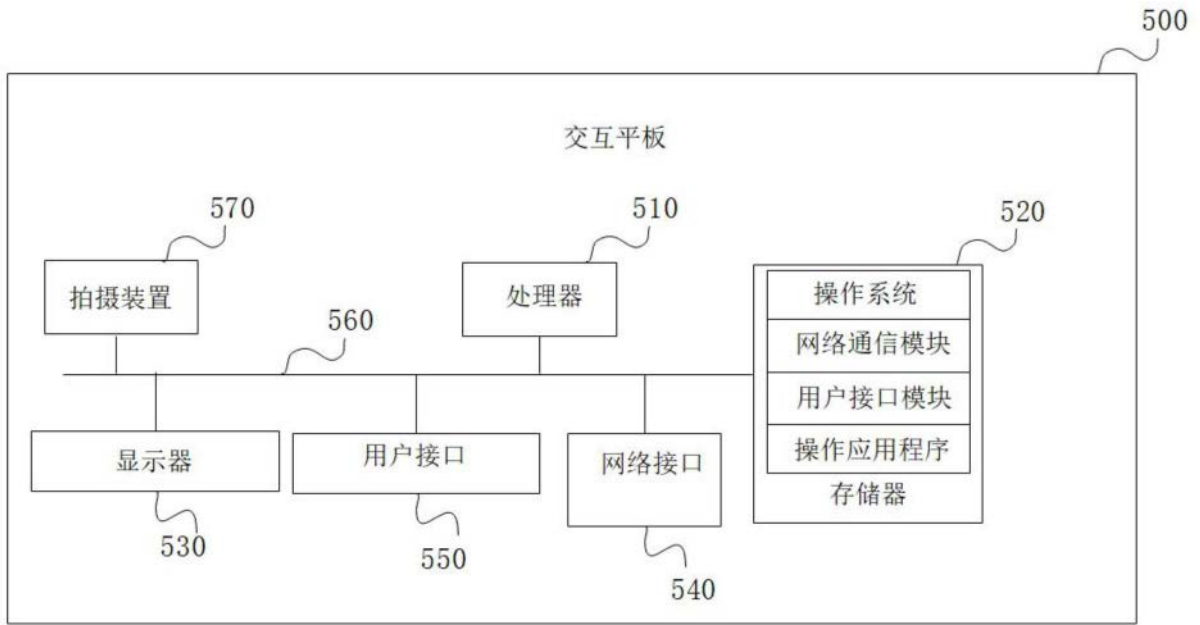 500
交互平板
570
510
520
拍摄装置
处理器
操作系统
网络通信模块
用户接口模块
操作应用程序
存储器
560
显示器
用户接口
网络接口
530
550
540